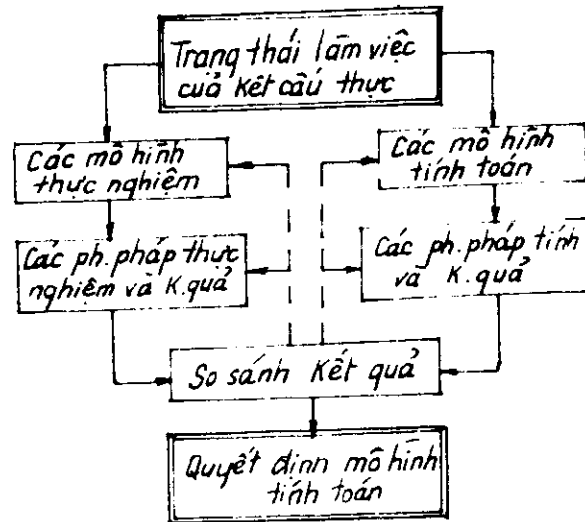 Trạng thái làm việc
cuả kết cấu thực
Các mô hình
thực nghiệm
Các mô hình
tính toán
Các ph. pháp thực
nghiệm và K.quả
Các ph. pháp tính
và K.quả
So sánh kết quả
Quyết định mô hình
tính toán